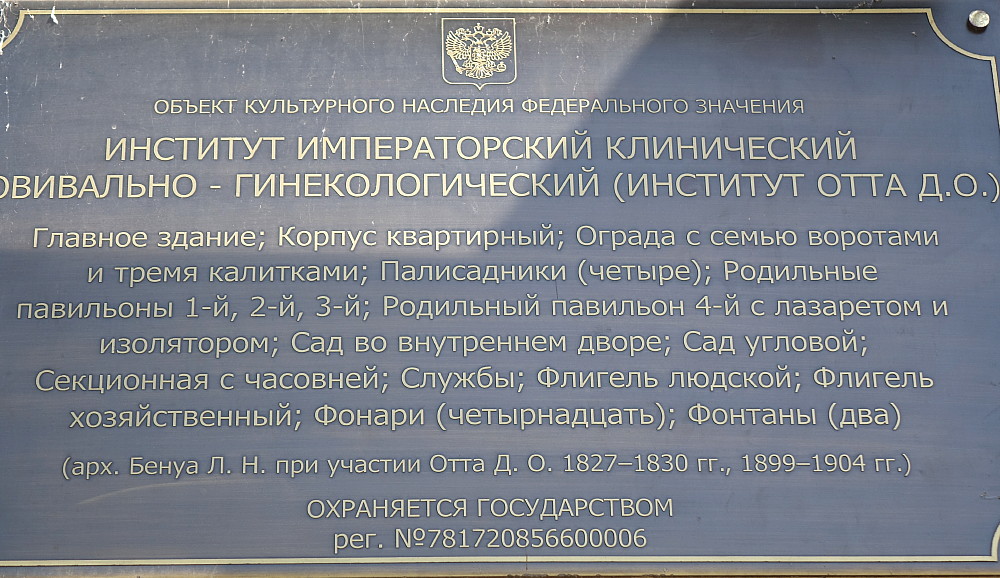 ОБЪЕКТ КУЛЬТУРНОГО НАСЛЕДИЯ ФЕДЕРАЛЬНОГО ЗНАЧЕНИЯ
ИНСТИТУТ ИМПЕРАТОРСКИЙ КЛИНИЧЕСКИЙ
ОВИВАЛЬНО - ГИНЕКОЛОГИЧЕСКИЙ (ИНСТИТУТ ОТТА Д.О.)
Главное здание; Корпус квартирный; Ограда с семью воротами
и тремя калитками; Палисадники (четыре); Родильные
павильоны 1-й, 2-й, 3-й; Родильный павильон 4-й с лазаретом и
изолятором; Сад во внутреннем дворе; Сад угловой;
Секционная с часовней; Службы; Флигель людской; Флигель
хозяйственный; Фонари (четырнадцать); Фонтаны (два)
(арх. Бенуа Л. Н. при участии Отта Д. О. 1827–1830 гг., 1899–1904 гг.)
ОХРАНЯЕТСЯ ГОСУДАРСТВОМ
рег. №781720856600006